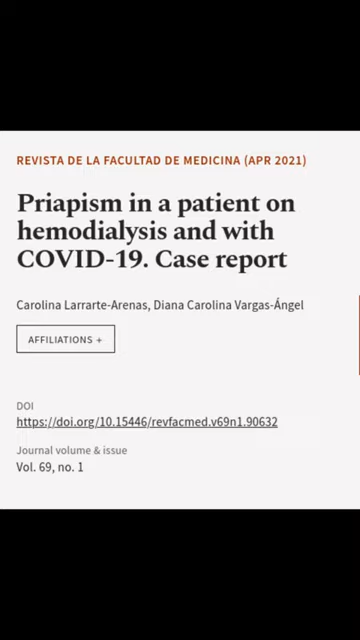 REVISTA DE LA FACULTAD DE MEDICINA (APR 2021)
Priapism in a patient on
hemodialysis and with
COVID-19. Case report
Carolina Larrarte-Arenas, Diana Carolina Vargas-Ángel
AFFILIATIONS +
DOI
https://doi.org/10.15446/revfacmed.v69n1.90632
Journal volume & issue
Vol. 69, no. 1